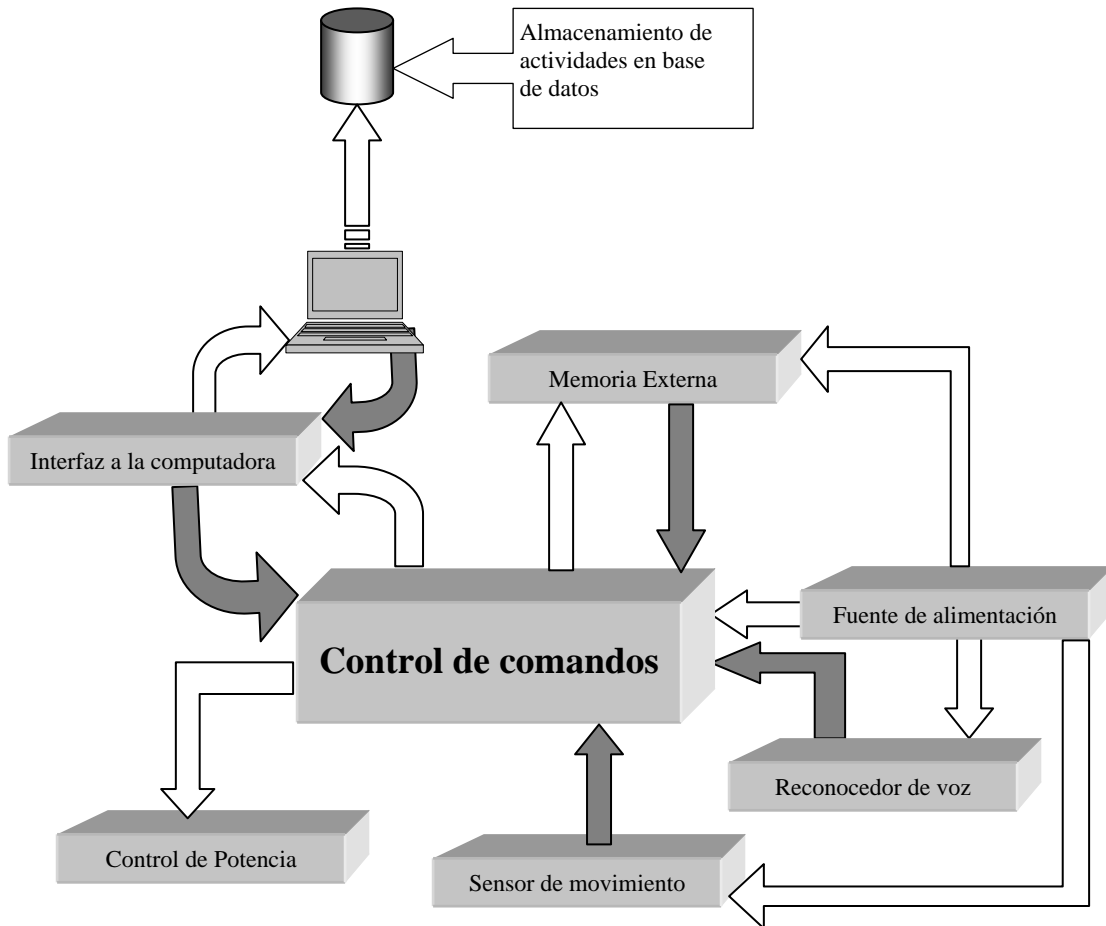 Almacenamiento de
actividades en base
de datos
Memoria Externa
Interfaz a la computadora
Fuente de alimentación
Control de comandos
Reconocedor de voz
Control de Potencia
Sensor de movimiento